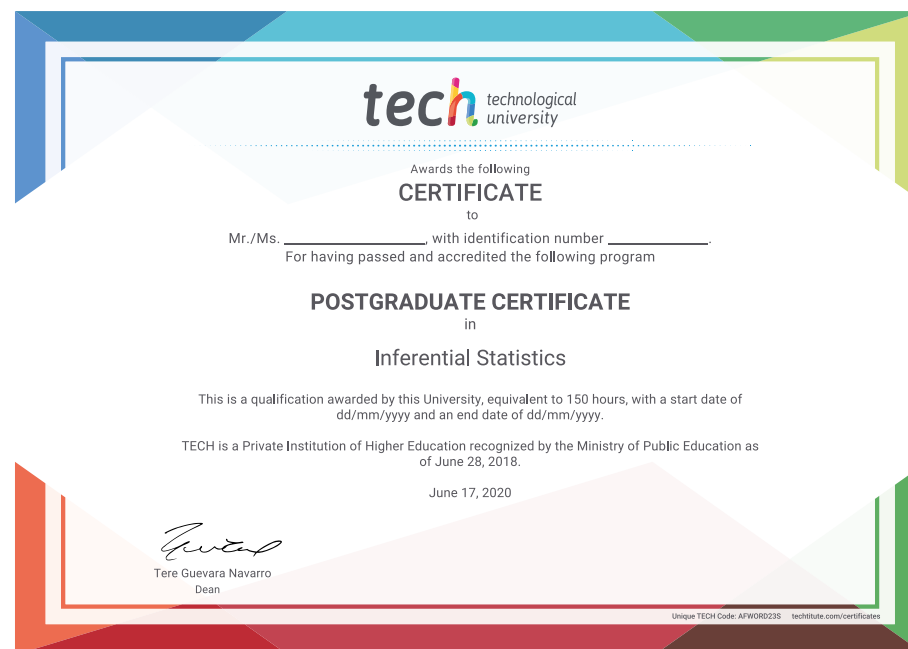 tech technological
university
Awards the following
CERTIFICATE
to
Mr./Ms. ____________________, with identification number ______________.
For having passed and accredited the following program
POSTGRADUATE CERTIFICATE
in
Inferential Statistics
This is a qualification awarded by this University, equivalent to 150 hours, with a start date of
dd/mm/yyyy and an end date of dd/mm/yyyy.
TECH is a Private Institution of Higher Education recognized by the Ministry of Public Education as
of June 28, 2018.
June 17, 2020
Tere Guevara Navarro
Dean
Unique TECH Code: AFWORD23S techtitute.com/certificates